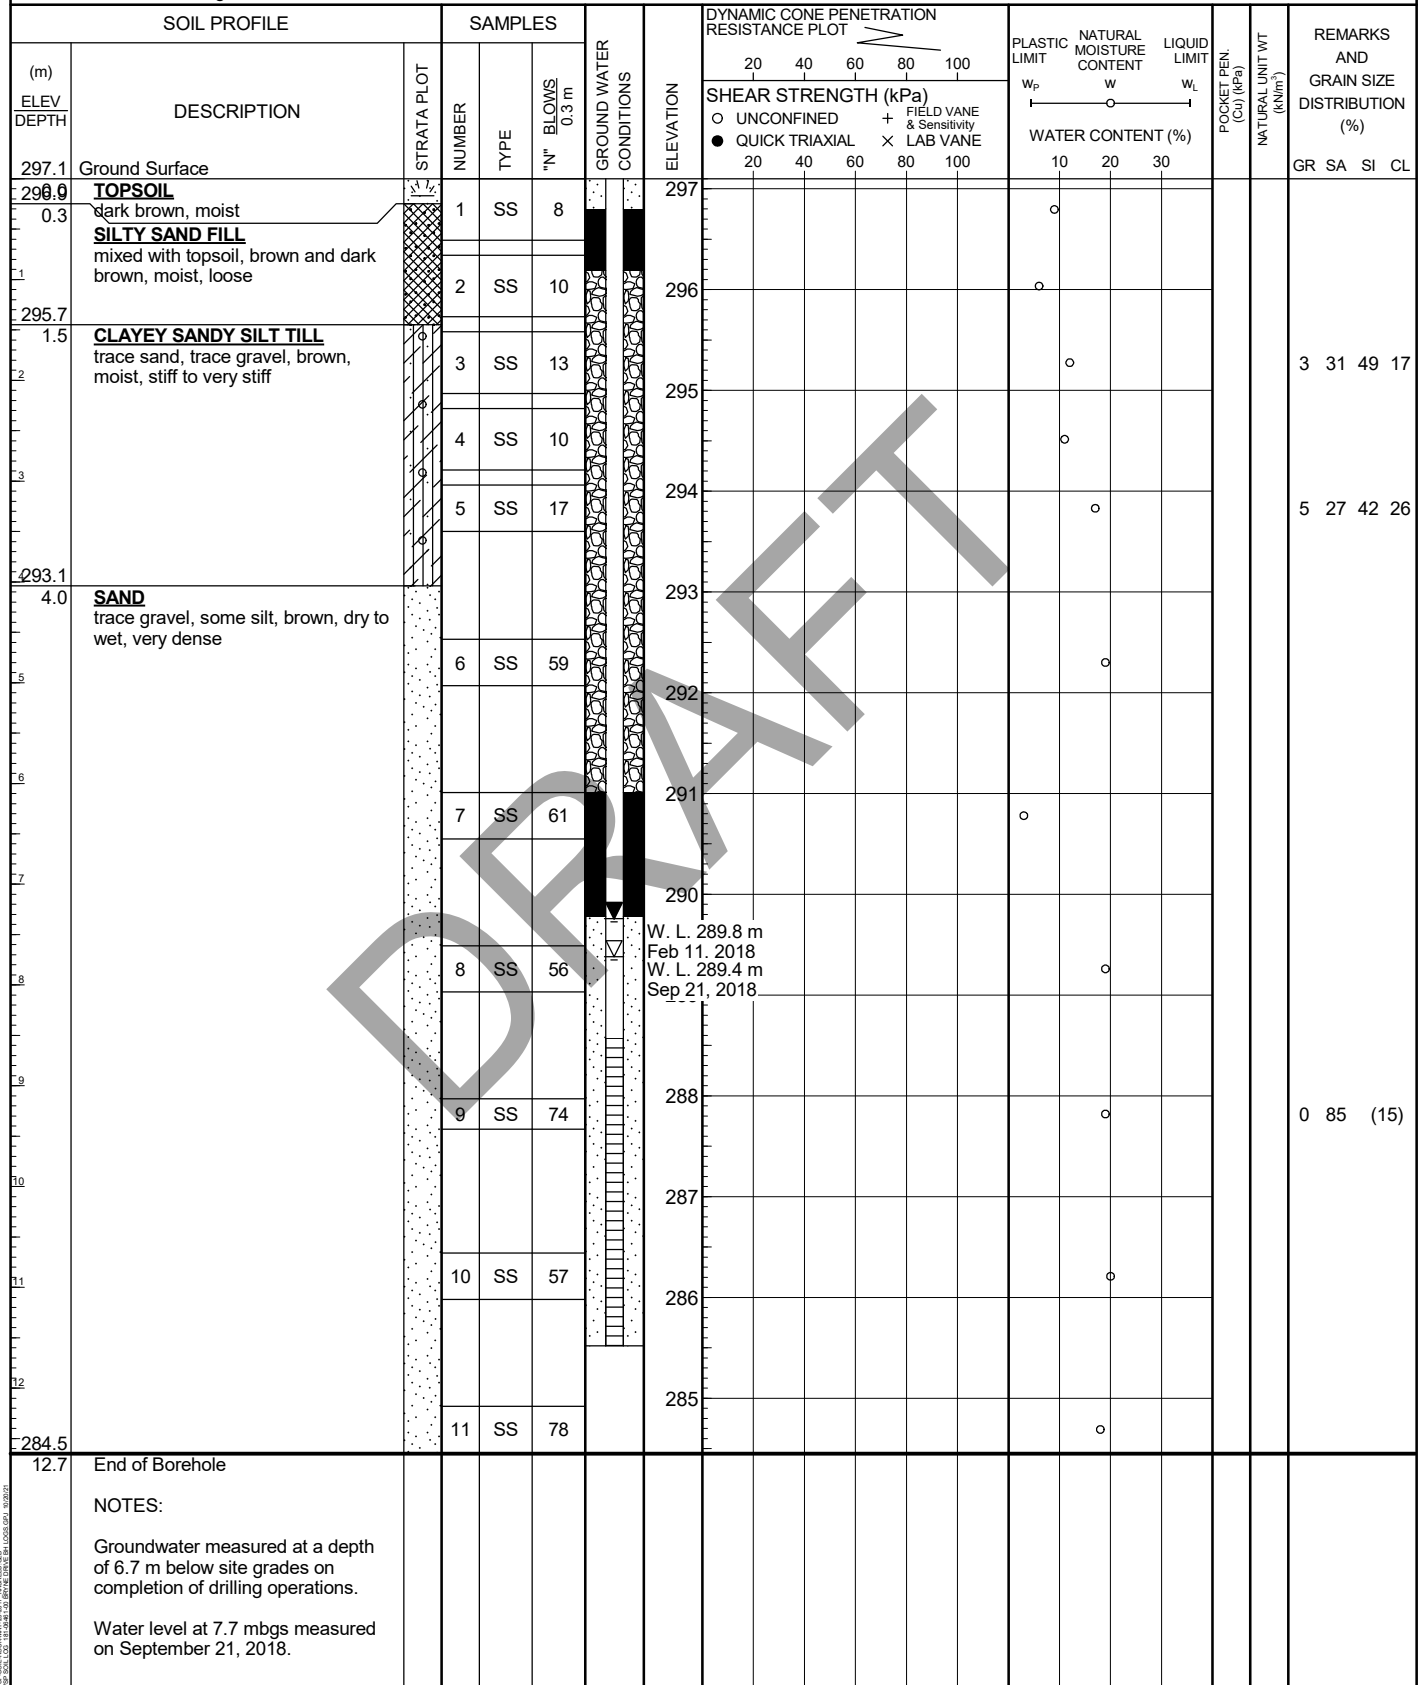 SOIL PROFILE
SAMPLES
GROUND WATER
CONDITIONS
ELEVATION
DYNAMIC CONE PENETRATION
RESISTANCE PLOT
20 40 60 80 100
SHEAR STRENGTH (kPa)
UNCONFINED
+ FIELD VANE
& Sensitivity
QUICK TRIAXIAL
× LAB VANE
20 40 60 80 100
PLASTIC
LIMIT
NATURAL
MOISTURE
CONTENT
LIQUID
LIMIT
WP
W
WL
WATER CONTENT (%)
10 20 30
POCKET PEN.
(Cu) (kPa)
NATURAL UNIT WT
(kN/m³)
REMARKS
AND
GRAIN SIZE
DISTRIBUTION
(%)
GR SA SI CL
(m)
ELEV
DEPTH
DESCRIPTION
STRATA PLOT
NUMBER
TYPE
"N" BLOWS
0.3 m
297.1 Ground Surface
0.0
296.9
TOPSOIL
0.3
dark brown, moist
SILTY SAND FILL
mixed with topsoil, brown and dark
brown, moist, loose
295.7
1.5
CLAYEY SANDY SILT TILL
trace sand, trace gravel, brown,
moist, stiff to very stiff
293.1
4.0
SAND
trace gravel, some silt, brown, dry to
wet, very dense
284.5
12.7
End of Borehole
NOTES:
Groundwater measured at a depth
of 6.7 m below site grades on
completion of drilling operations.
Water level at 7.7 mbgs measured
on September 21, 2018.
1
2
3
4
5
6
7
8
9
10
11
12
1 SS 8
2 SS 10
3 SS 13
4 SS 10
5 SS 17
6 SS 59
7 SS 61
8 SS 56
9 SS 74
10 SS 57
11 SS 78
297
296
295
294
293
292
291
290
W. L. 289.8 m
Feb 11, 2018
W. L. 289.4 m
Sep 21, 2018
288
287
286
285
3 31 49 17
5 27 42 26
0 85 (15)
DRAFT